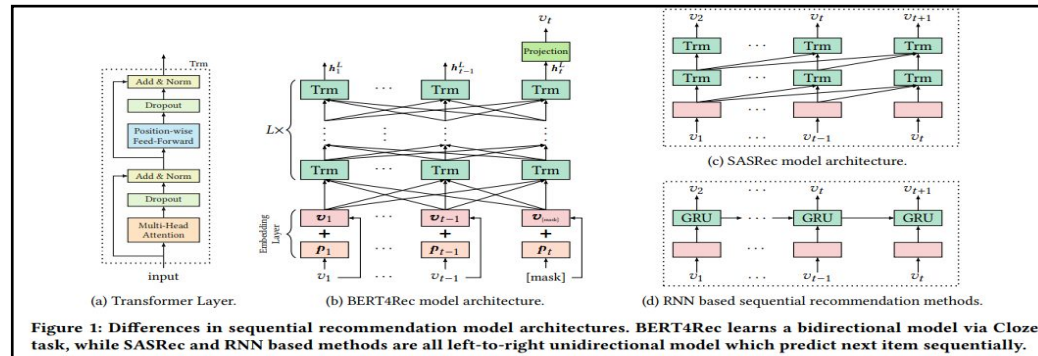 Trm
Add & Norm
Dropout
Position-wise
Feed-Forward
Add & Norm
Dropout
Multi-Head
Attention
input
(a) Transformer Layer.
v_t
Projection
h_1^L h_{t-1}^L h_t^L
Trm ... Trm Trm
L×
Trm ... Trm Trm
Embedding
Layer
v_1 ... v_{t-1} v_[mask]
+ + +
p_1 ... p_{t-1} p_t
v_1 ... v_{t-1} [mask]
(b) BERT4Rec model architecture.
v_2 v_t v_{t+1}
Trm ... Trm Trm
Trm ... Trm Trm
...
v_1 v_{t-1} v_t
(c) SASRec model architecture.
v_2 v_t v_{t+1}
GRU ... GRU GRU
...
v_1 v_{t-1} v_t
(d) RNN based sequential recommendation methods.
Figure 1: Differences in sequential recommendation model architectures. BERT4Rec learns a bidirectional model via Cloze
task, while SASRec and RNN based methods are all left-to-right unidirectional model which predict next item sequentially.